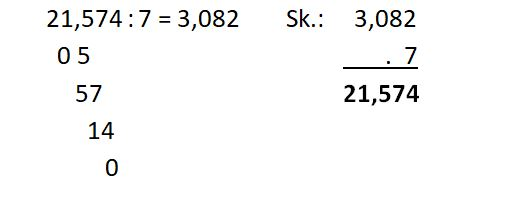 21,574 : 7 = 3,082 Sk.: 3,082
0 5 . 7
57 21,574
14
0